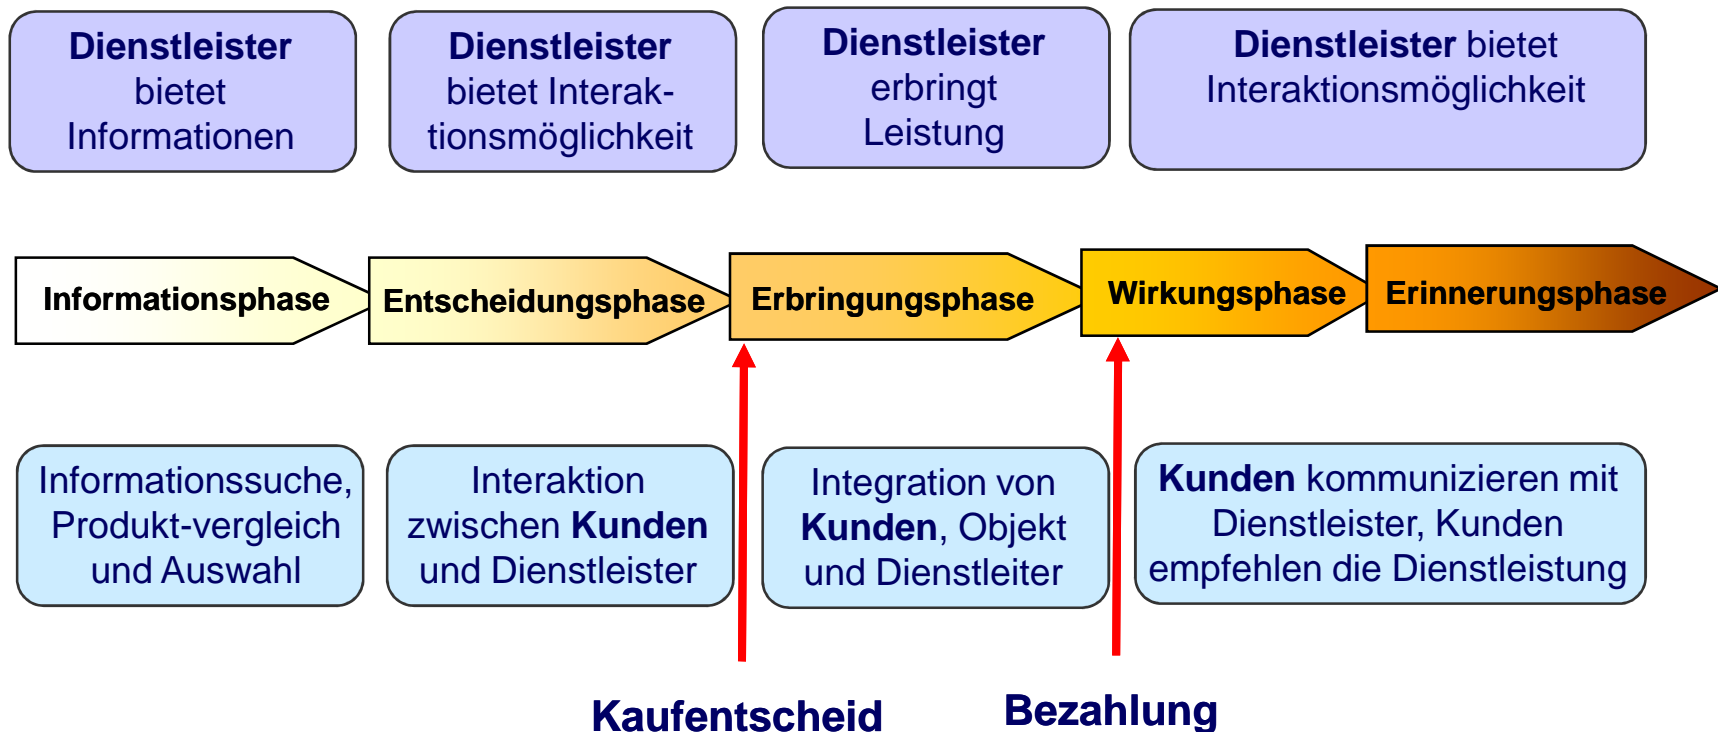 Dienstleister
bietet
Informationen
Dienstleister
bietet Interak-
tionsmöglichkeit
Dienstleister
erbringt
Leistung
Dienstleister bietet
Interaktionsmöglichkeit
Informationsphase
Entscheidungsphase
Erbringungsphase
Wirkungsphase
Erinnerungsphase
Informationssuche,
Produkt-vergleich
und Auswahl
Interaktion
zwischen Kunden
und Dienstleister
Integration von
Kunden, Objekt
und Dienstleiter
Kunden kommunizieren mit
Dienstleister, Kunden
empfehlen die Dienstleistung
Kaufentscheid
Bezahlung